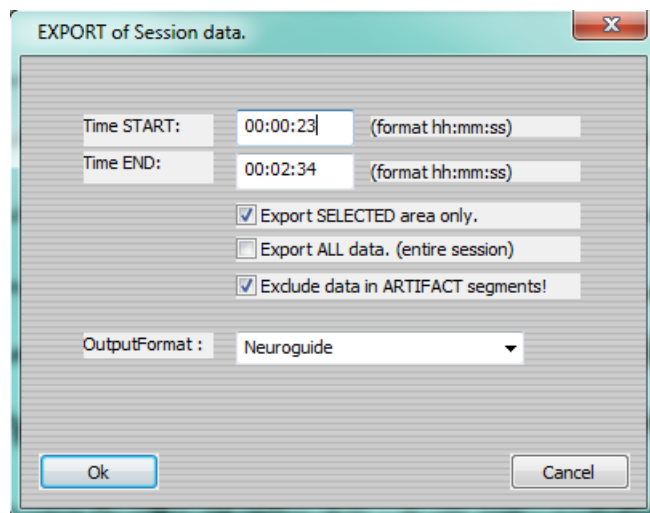 EXPORT of Session data.
Time START: 00:00:23 (format hh:mm:ss)
Time END: 00:02:34 (format hh:mm:ss)
Export SELECTED area only.
Export ALL data. (entire session)
Exclude data in ARTIFACT segments!
OutputFormat : Neuroguide
Ok Cancel